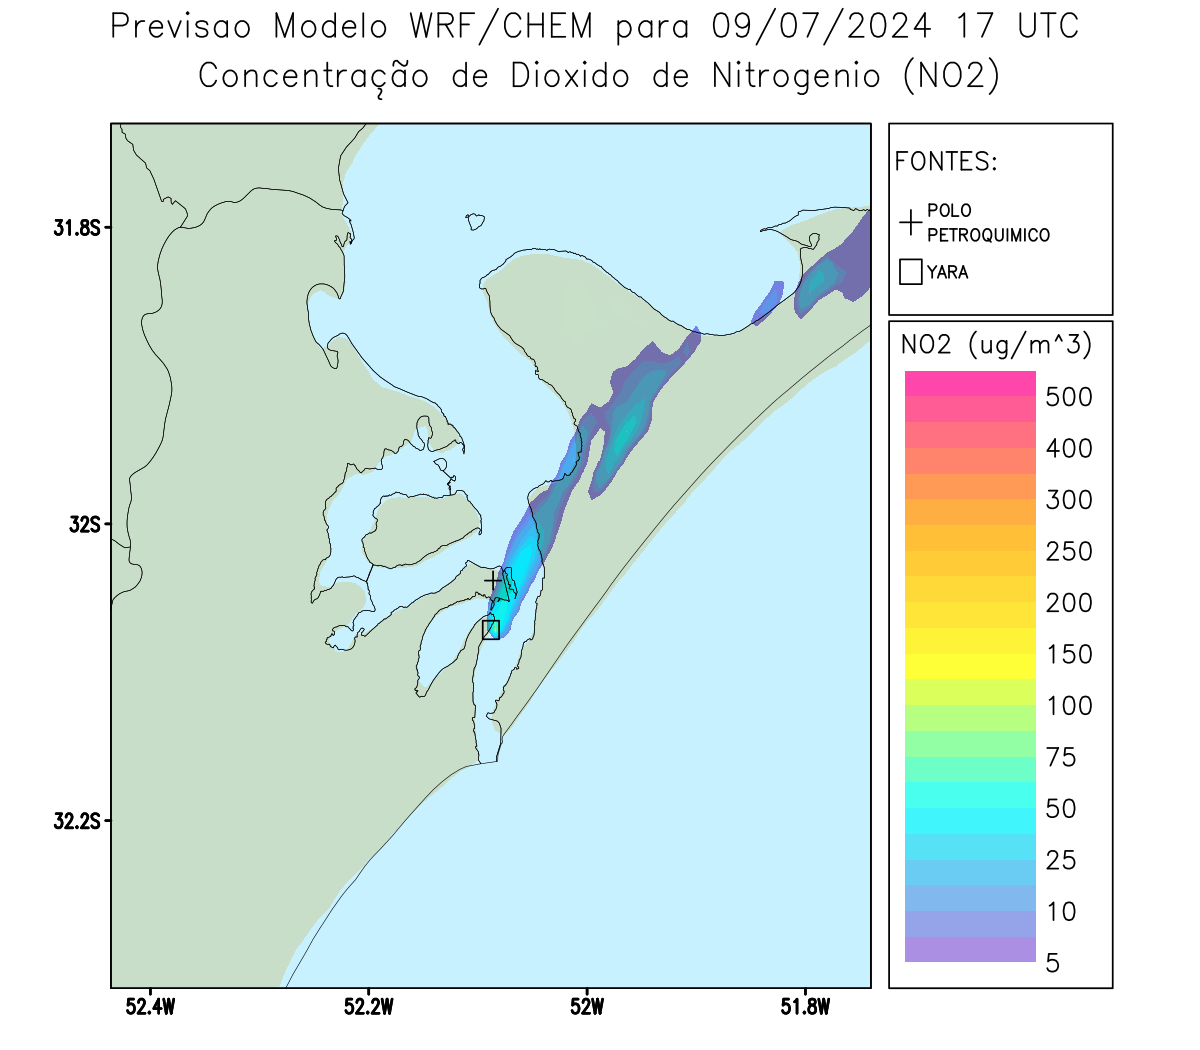 Previsao Modelo WRF/CHEM para 09/07/2024 17 UTC
Concentração de Dioxido de Nitrogenio (NO2)
FONTES:
POLO
PETROQUIMICO
YARA
NO2 (ug/m^3)
500
400
300
250
200
150
100
75
50
25
10
5
31.8S
32S
32.2S
52.4W
52.2W
52W
51.8W